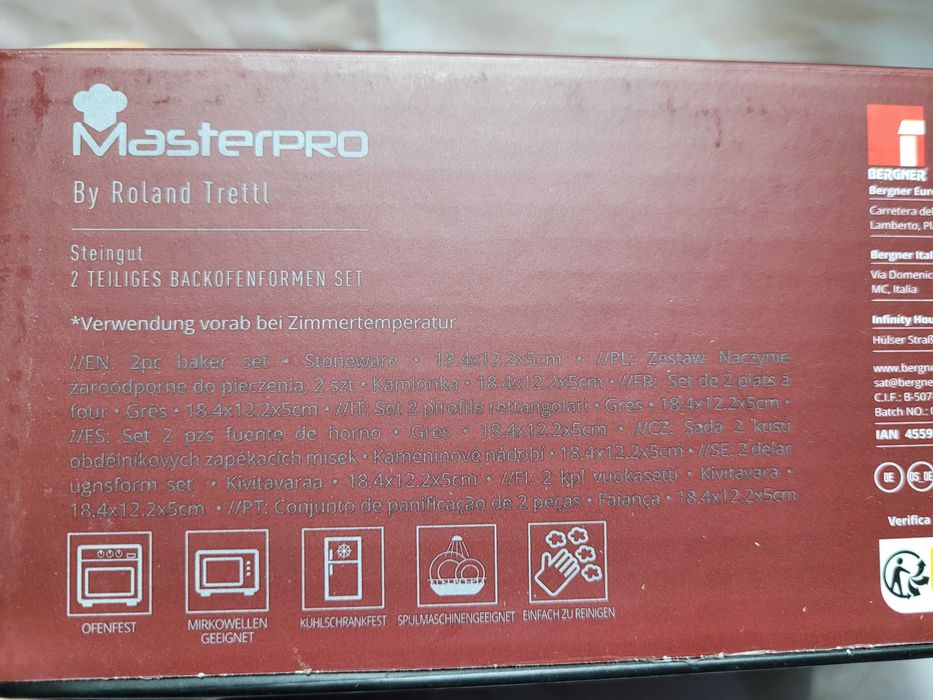 MasterPRO
By Roland Trettl
Steingut
2 TEILIGES BACKOFENFORMEN SET
*Verwendung vorab bei Zimmertemperatur
//EN: 2pc baker set • Stoneware • 18.4x12.2x5cm • //PL: Zestaw Naczynie
żaroodporne do pieczenia, 2 szt • Kamionka • 18.4x12.2x5cm • //FR: Set de 2 plats à
four • Gres • 18.4x12.2x5cm • //IT: Set 2 pirofile rettangolari • Gres • 18.4x12.2x5cm •
//ES: Set 2 pzs fuente de horno • Gres • 18.4x12.2x5cm • //CZ: Sada 2 kusů
obdélníkových zapékacích misek • Kameninové nádobí • 18.4x12.2x5cm • //SE: 2 delar
ugnsform set • Kivitavaraa • 18.4x12.2x5cm • //FI: 2 kpl vuokasetti • Kivitavara •
18.4x12.2x5cm • //PT: Conjunto de panificação de 2 peças • Faiança • 18.4x12.2x5cm
OFENFEST
MIKROWELLEN
GEEIGNET
KÜHLSCHRANKFEST
SPULMASCHINENGEEIGNET
EINFACH ZU REINIGEN
BERGNER
Bergner Eur
Carretera de
Lamberto, Pl
Bergner Ital
Via Domenic
MC, Italia
Infinity Hou
Hülser Straß
www.bergne
sat@bergne
C.I.F.: B-507
Batch NO.:
IAN 4559
DE
Verifica